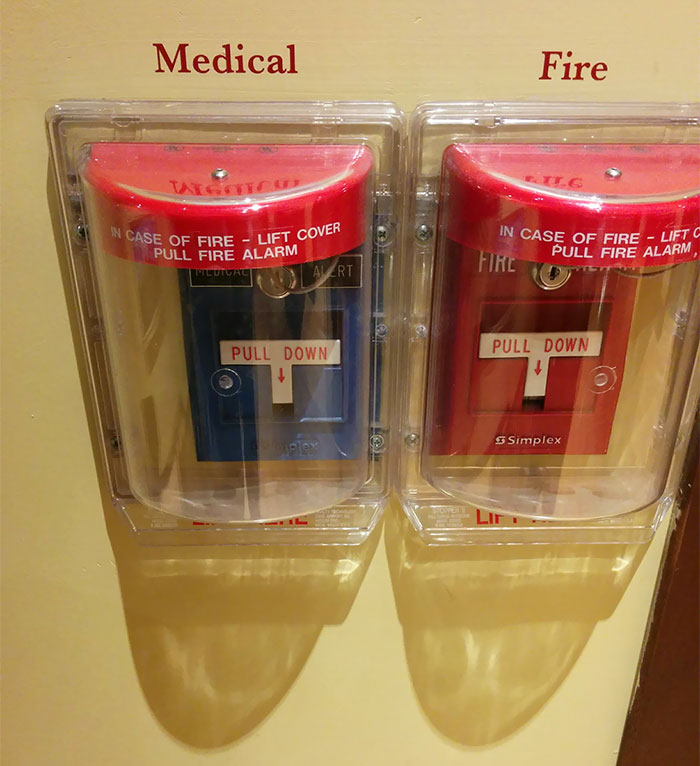 Medical
Fire
IN CASE OF FIRE - LIFT COVER
PULL FIRE ALARM
MEDICAL ALERT
PULL DOWN
Simplex
IN CASE OF FIRE - LIFT C
PULL FIRE ALARM
FIRE
PULL DOWN
Simplex